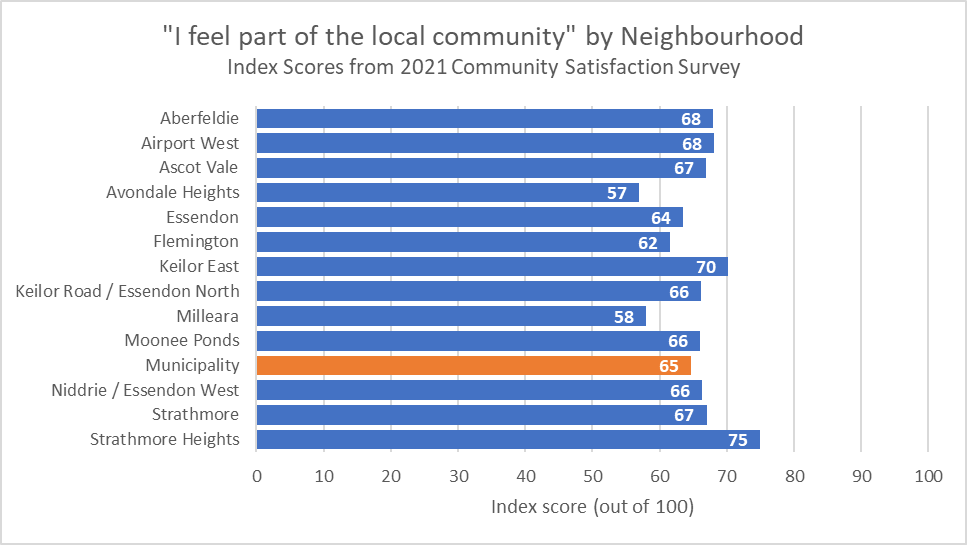 "I feel part of the local community" by Neighbourhood
Index Scores from 2021 Community Satisfaction Survey
Aberfeldie 68
Airport West 68
Ascot Vale 67
Avondale Heights 57
Essendon 64
Flemington 62
Keilor East 70
Keilor Road / Essendon North 66
Milleara 58
Moonee Ponds 66
Municipality 65
Niddrie / Essendon West 66
Strathmore 67
Strathmore Heights 75
0 10 20 30 40 50 60 70 80 90 100
Index score (out of 100)